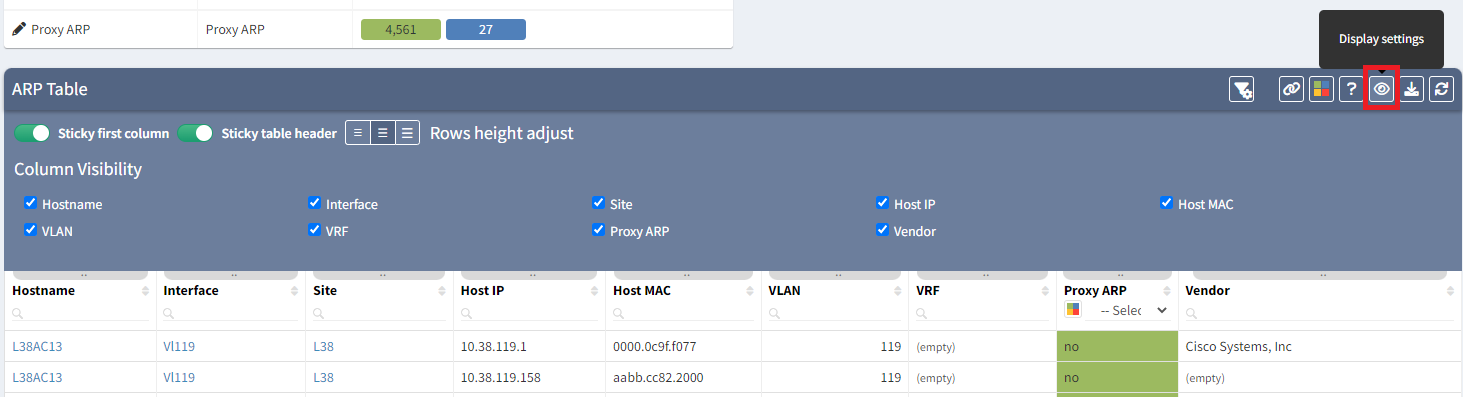 Proxy ARP Proxy ARP 4,561 27
Display settings
ARP Table ?
Sticky first column Sticky table header Rows height adjust
Column Visibility
Hostname Interface Site Host IP Host MAC
VLAN VRF Proxy ARP Vendor
Hostname Interface Site Host IP Host MAC VLAN VRF Proxy ARP Vendor
-- Selec
L38AC13 Vl119 L38 10.38.119.1 0000.0c9f.f077 119 (empty) no Cisco Systems, Inc
L38AC13 Vl119 L38 10.38.119.158 aabb.cc82.2000 119 (empty) no (empty)